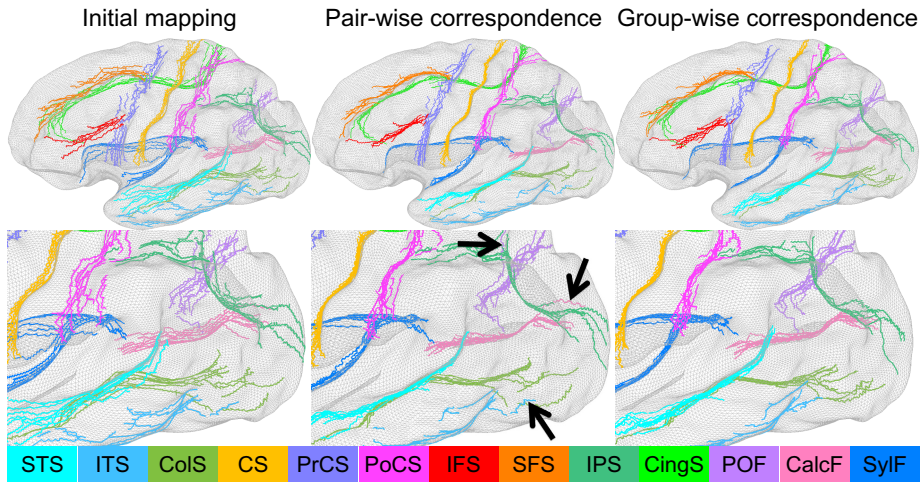 Initial mapping
Pair-wise correspondence
Group-wise correspondence
STS ITS ColS CS PrCS PoCS IFS SFS IPS CingS POF CalcF SylF